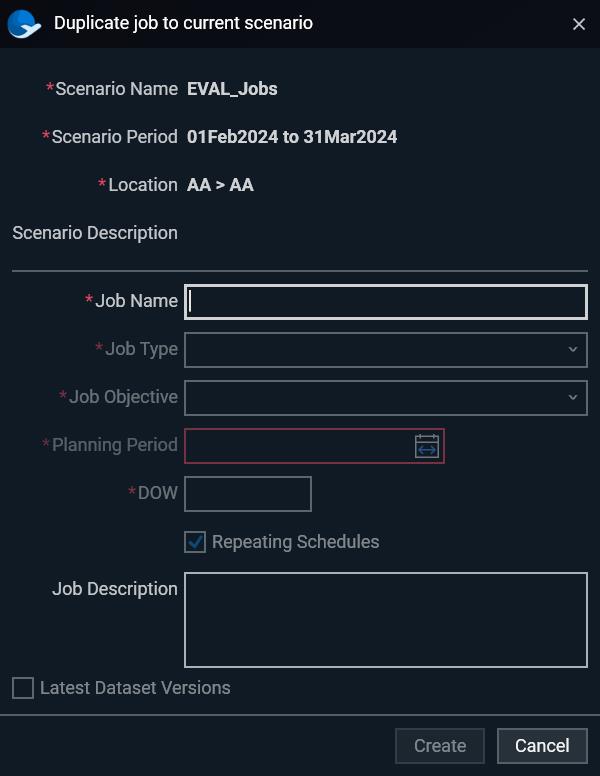 Duplicate job to current scenario
*Scenario Name EVAL_Jobs
*Scenario Period 01Feb2024 to 31Mar2024
*Location AA > AA
Scenario Description
*Job Name
*Job Type
*Job Objective
*Planning Period
*DOW
Repeating Schedules
Job Description
Latest Dataset Versions
Create Cancel